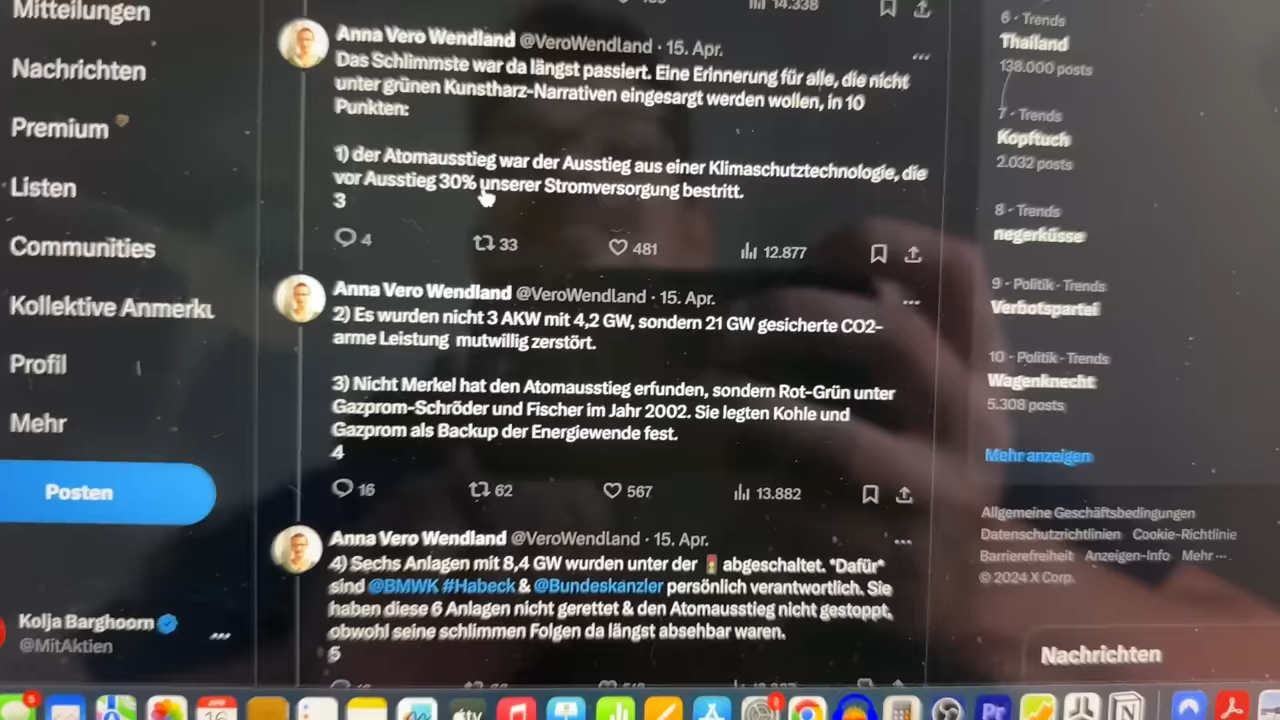 Mitteilungen
Nachrichten
Premium
Listen
Communities
Kollektive Anmerku
Profil
Mehr
Posten
Kolja Barghoorn
@MitAktien
14.338
Anna Vero Wendland @VeroWendland · 15. Apr.
Das Schlimmste war da längst passiert. Eine Erinnerung für alle, die nicht
unter grünen Kunstharz-Narrativen eingesargt werden wollen, in 10
Punkten:
1) der Atomausstieg war der Ausstieg aus einer Klimaschutztechnologie, die
vor Ausstieg 30% unserer Stromversorgung bestritt.
3
4 33 481 12.877
Anna Vero Wendland @VeroWendland · 15. Apr.
2) Es wurden nicht 3 AKW mit 4,2 GW, sondern 21 GW gesicherte CO2-
arme Leistung mutwillig zerstört.
3) Nicht Merkel hat den Atomausstieg erfunden, sondern Rot-Grün unter
Gazprom-Schröder und Fischer im Jahr 2002. Sie legten Kohle und
Gazprom als Backup der Energiewende fest.
4
16 62 567 13.882
Anna Vero Wendland @VeroWendland · 15. Apr.
4) Sechs Anlagen mit 8,4 GW wurden unter der 🚦 abgeschaltet. *Dafür*
sind @BMWK #Habeck & @Bundeskanzler persönlich verantwortlich. Sie
haben diese 6 Anlagen nicht gerettet & den Atomausstieg nicht gestoppt,
obwohl seine schlimmen Folgen da längst absehbar waren.
5
6 · Trends
Thailand
138.000 posts
7 · Trends
Kopftuch
2.032 posts
8 · Trends
negerküsse
9 · Politik · Trends
Verbotspartei
10 · Politik · Trends
Wagenknecht
5.308 posts
Mehr anzeigen
Allgemeine Geschäftsbedingungen
Datenschutzrichtlinien Cookie-Richtlinie
Barrierefreiheit Anzeigen-Info Mehr ···
© 2024 X Corp.
Nachrichten
tv
Pr